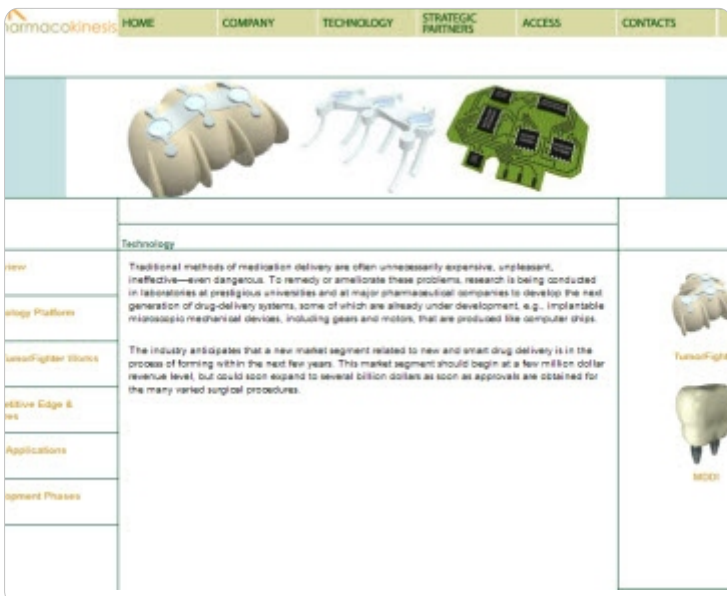 armacokinesis
HOME
COMPANY
TECHNOLOGY
STRATEGIC
PARTNERS
ACCESS
CONTACTS
Technology
Traditional methods of medication delivery are often unnecessarily expensive, unpleasant,
ineffective—even dangerous. To remedy or ameliorate these problems, research is being conducted
in laboratories at prestigious universities and at major pharmaceutical companies to develop the next
generation of drug-delivery systems, some of which are already under development, e.g., implantable
microscopic mechanical devices, including gears and motors, that are produced like computer chips.
The industry anticipates that a new market segment related to new and smart drug delivery is in the
process of forming within the next few years. This market segment should begin at a few million dollar
revenue level, but could soon expand to several billion dollars as soon as approvals are obtained for
the many varied surgical procedures.
view
ology Platform
TumorFighter Works
etitive Edge &
res
Applications
opment Phases
TumorFight
MDDI